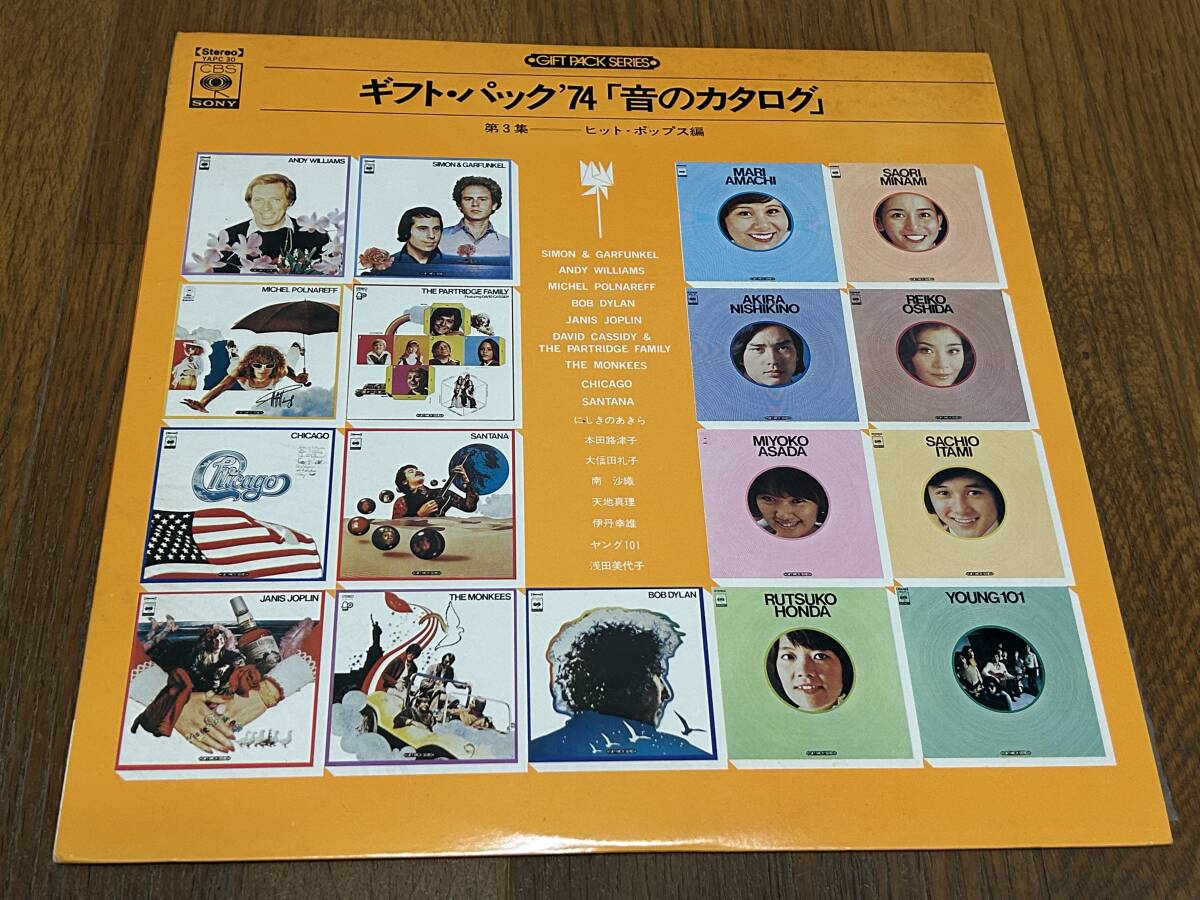 【Stereo】
YAPC 30
CBS
SONY
GIFT PACK SERIES
ギフト・パック'74「音のカタログ」
第3集───ヒット・ポップス編
ANDY WILLIAMS
SIMON & GARFUNKEL
MICHEL POLNAREFF
THE PARTRIDGE FAMILY
Featuring DAVID CASSIDY
CHICAGO
Chicago
SANTANA
JANIS JOPLIN
THE MONKEES
BOB DYLAN
SIMON & GARFUNKEL
ANDY WILLIAMS
MICHEL POLNAREFF
BOB DYLAN
JANIS JOPLIN
DAVID CASSIDY &
THE PARTRIDGE FAMILY
THE MONKEES
CHICAGO
SANTANA
にしきのあきら
本田路津子
大信田礼子
南 沙織
天地真理
伊丹幸雄
ヤング101
浅田美代子
MARI
AMACHI
SAORI
MINAMI
AKIRA
NISHIKINO
REIKO
OSHIDA
MIYOKO
ASADA
SACHIO
ITAMI
RUTSUKO
HONDA
YOUNG 101